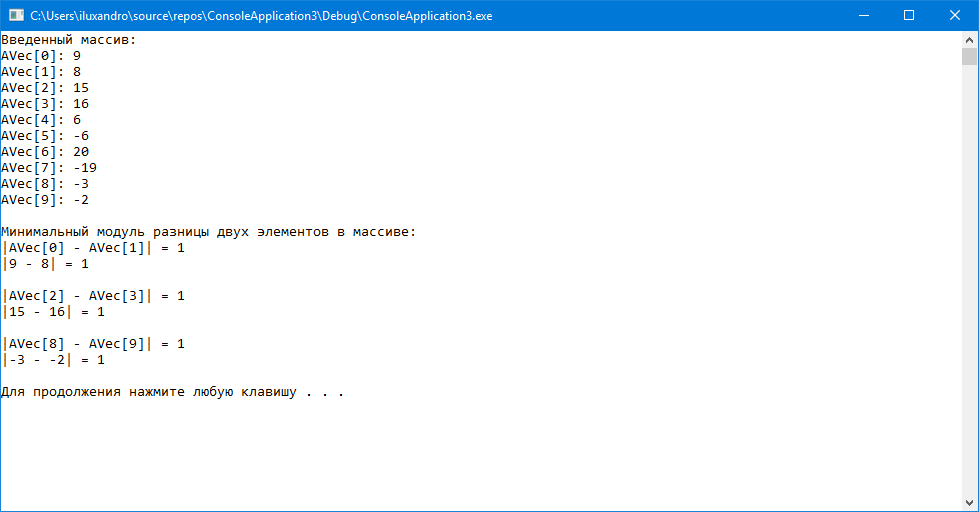 C:\Users\iluxandro\source\repos\ConsoleApplication3\Debug\ConsoleApplication3.exe
Введенный массив:
AVec[0]: 9
AVec[1]: 8
AVec[2]: 15
AVec[3]: 16
AVec[4]: 6
AVec[5]: -6
AVec[6]: 20
AVec[7]: -19
AVec[8]: -3
AVec[9]: -2
Минимальный модуль разницы двух элементов в массиве:
|AVec[0] - AVec[1]| = 1
|9 - 8| = 1
|AVec[2] - AVec[3]| = 1
|15 - 16| = 1
|AVec[8] - AVec[9]| = 1
|-3 - -2| = 1
Для продолжения нажмите любую клавишу . . .